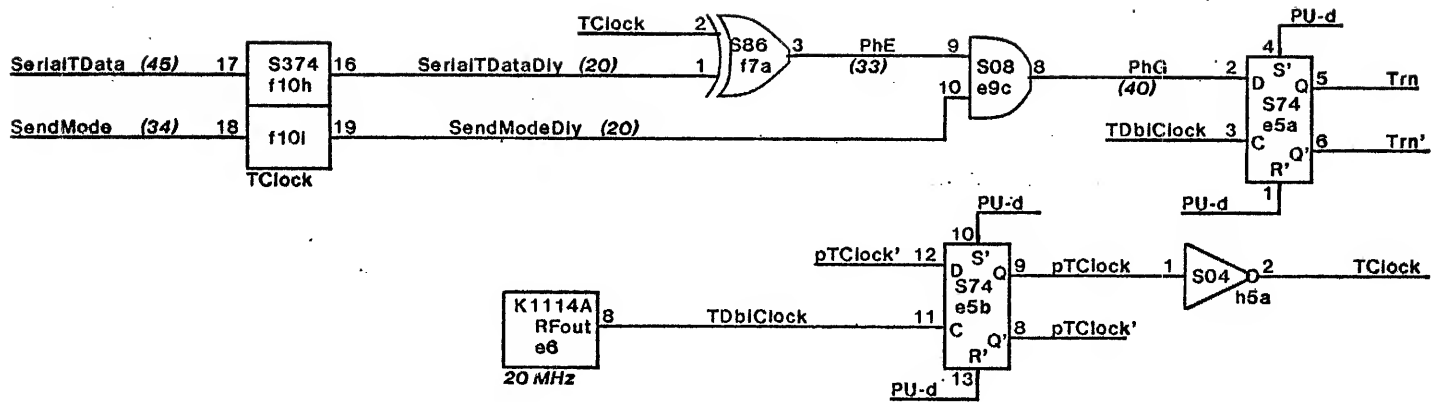 TClock 2
PU-d
4
SerialTData (45) 17
S374
f10h
16 SerialTDataDly (20) 1
S86
f7a
3 PhE 9
(33)
S08
e9c
8 PhG 2
(40)
S'
D Q
5 Trn
S74
e5a
10
SendMode (34) 18
f10i
19 SendModeDly (20)
TDblClock 3
C Q'
6 Trn'
R'
TClock
1
PU-d
PU-d
10
pTClock' 12
S'
D Q
9 pTClock 1
S04
2 TClock
h5a
S74
e5b
K1114A
RFout
e6
8 TDblClock 11
C Q'
8 pTClock'
R'
20 MHz
13
PU-d